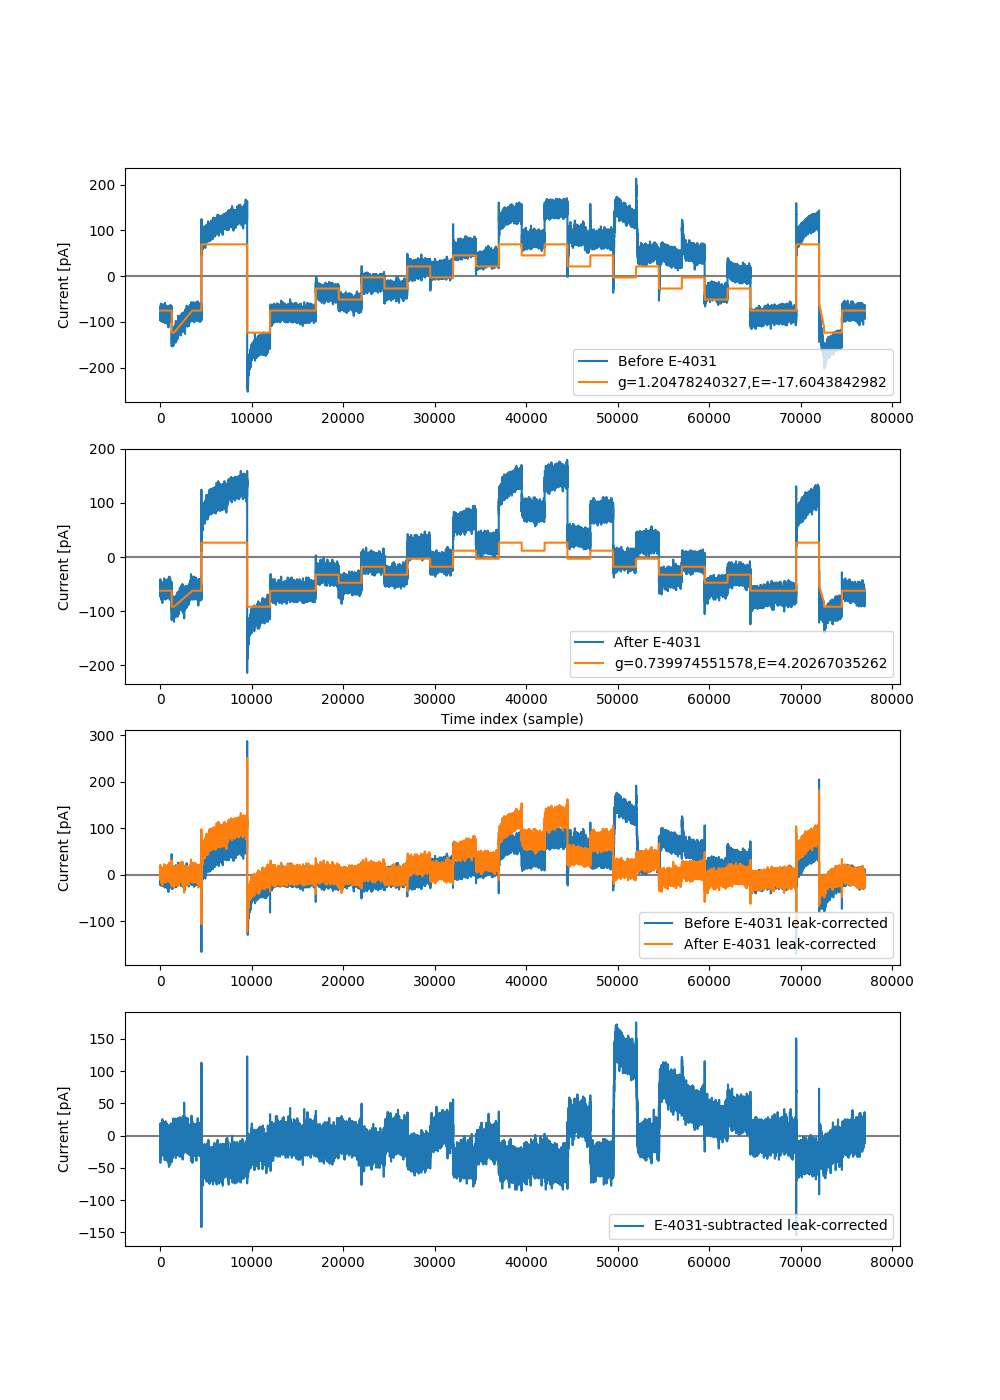 200
100
0
−100
−200
Current [pA]
Before E-4031
g=1.20478240327,E=-17.6043842982
0 10000 20000 30000 40000 50000 60000 70000 80000
200
100
0
−100
−200
Current [pA]
After E-4031
g=0.739974551578,E=4.20267035262
0 10000 20000 30000 40000 50000 60000 70000 80000
Time index (sample)
300
200
100
0
−100
Current [pA]
Before E-4031 leak-corrected
After E-4031 leak-corrected
0 10000 20000 30000 40000 50000 60000 70000 80000
150
100
50
0
−50
−100
−150
Current [pA]
E-4031-subtracted leak-corrected
0 10000 20000 30000 40000 50000 60000 70000 80000